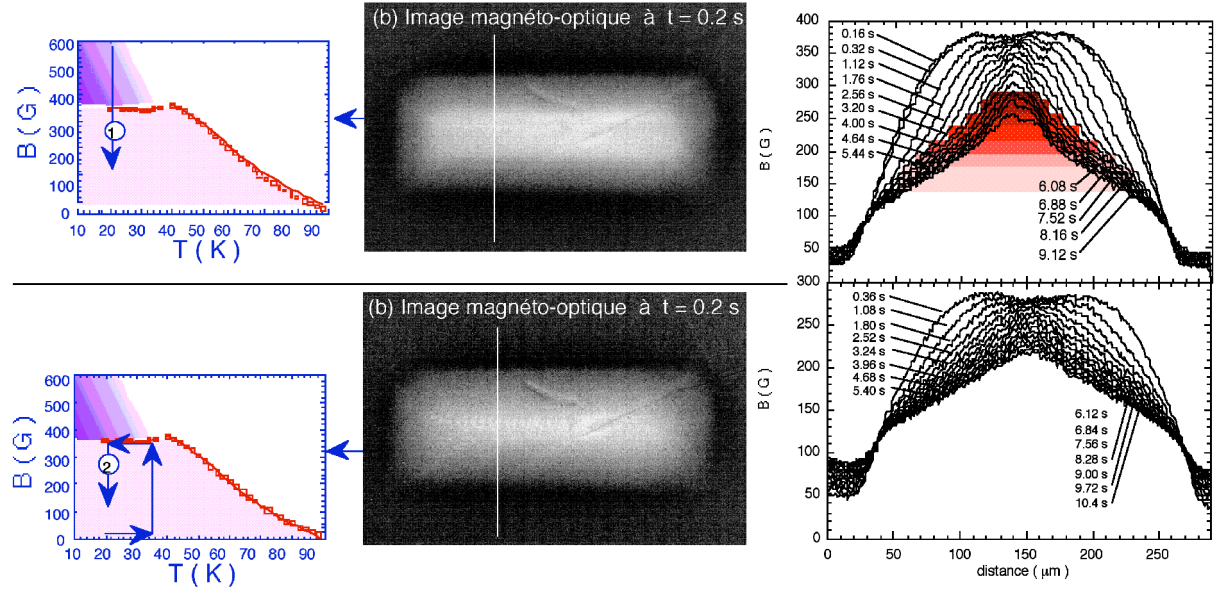 600
500
400
300
200
100
0
B ( G )
1
10 20 30 40 50 60 70 80 90
T ( K )
(b) Image magnéto-optique à t = 0.2 s
400
350
300
250
200
150
100
50
300
B ( G )
0.16 s
0.32 s
1.12 s
1.76 s
2.56 s
3.20 s
4.00 s
4.64 s
5.44 s
6.08 s
6.88 s
7.52 s
8.16 s
9.12 s
600
500
400
300
200
100
0
B ( G )
2
10 20 30 40 50 60 70 80 90
T ( K )
(b) Image magnéto-optique à t = 0.2 s
250
200
150
100
50
0
B ( G )
0.36 s
1.08 s
1.80 s
2.52 s
3.24 s
3.96 s
4.68 s
5.40 s
6.12 s
6.84 s
7.56 s
8.28 s
9.00 s
9.72 s
10.4 s
0 50 100 150 200 250
distance ( µm )